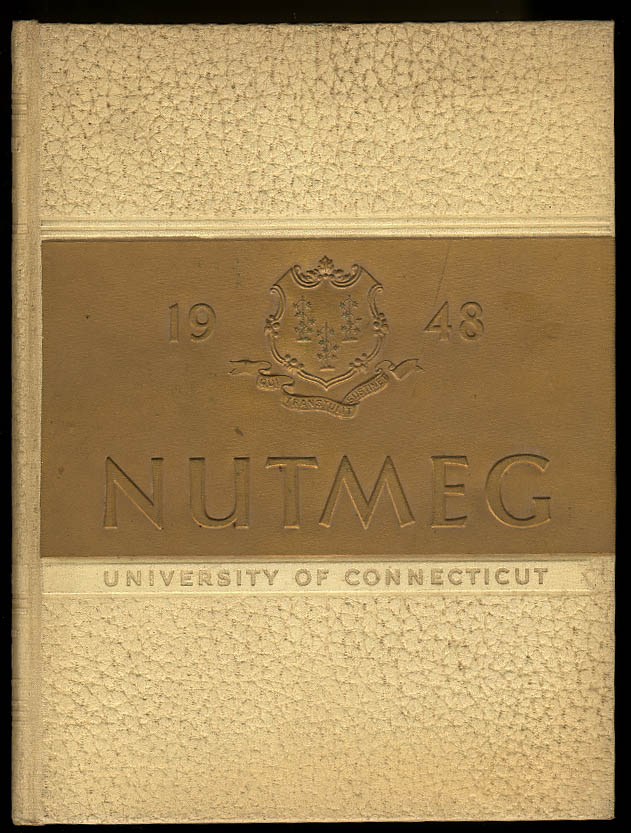 19 48
QUI TRANSTULIT SUSTINET
NUTMEG
UNIVERSITY OF CONNECTICUT